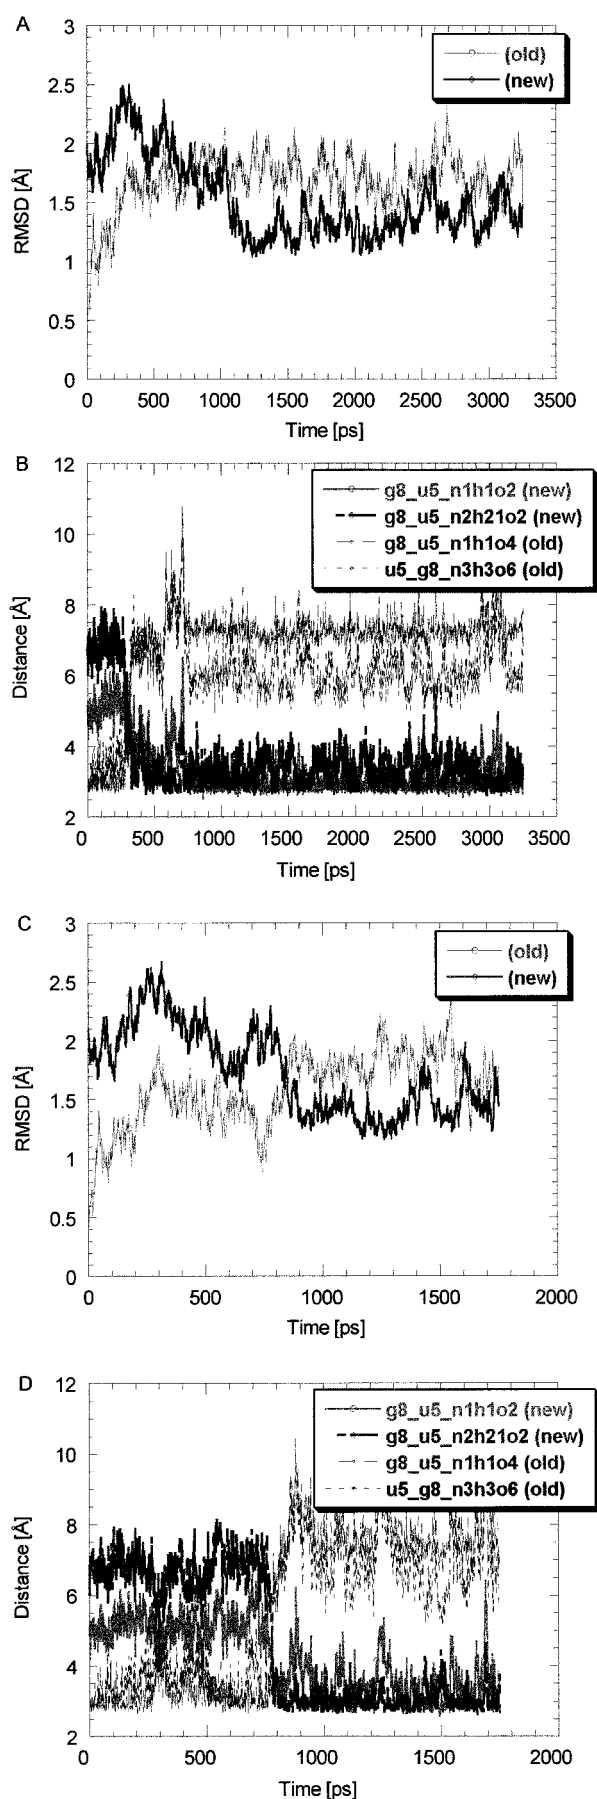 A
3
2.5
2
1.5
1
0.5
0
RMSD [Å]
(old)
(new)
0 500 1000 1500 2000 2500 3000 3500
Time [ps]
B
12
10
8
6
4
2
Distance [Å]
g8_u5_n1h1o2 (new)
g8_u5_n2h21o2 (new)
g8_u5_n1h1o4 (old)
u5_g8_n3h3o6 (old)
0 500 1000 1500 2000 2500 3000 3500
Time [ps]
C
3
2.5
2
1.5
1
0.5
0
RMSD [Å]
(old)
(new)
0 500 1000 1500 2000
Time [ps]
D
12
10
8
6
4
2
Distance [Å]
g8_u5_n1h1o2 (new)
g8_u5_n2h21o2 (new)
g8_u5_n1h1o4 (old)
u5_g8_n3h3o6 (old)
0 500 1000 1500 2000
Time [ps]